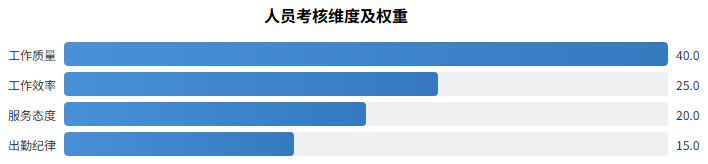 人员考核维度及权重
工作质量 40.0
工作效率 25.0
服务态度 20.0
出勤纪律 15.0